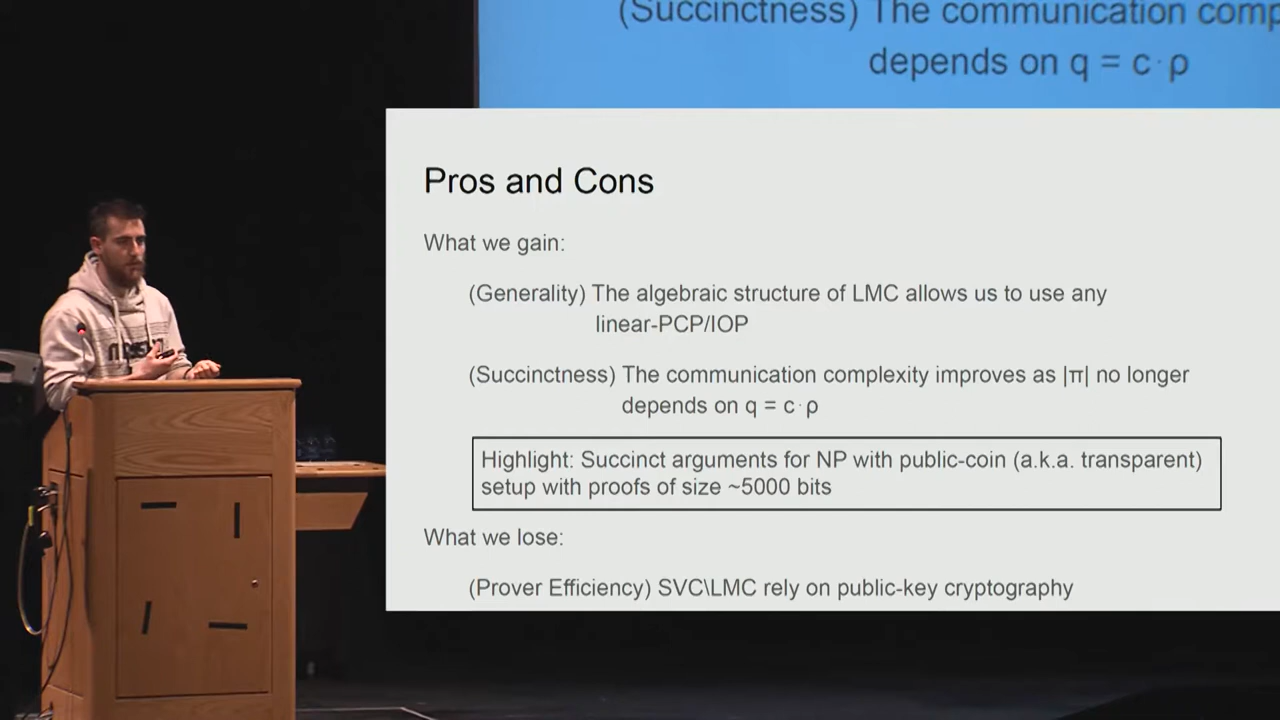 (Succinctness) The communication
depends on q = c·ρ
Pros and Cons
What we gain:
(Generality) The algebraic structure of LMC allows us to use any
linear-PCP/IOP
(Succinctness) The communication complexity improves as |π| no longer
depends on q = c·ρ
Highlight: Succinct arguments for NP with public-coin (a.k.a. transparent)
setup with proofs of size ~5000 bits
What we lose:
(Prover Efficiency) SVC\LMC rely on public-key cryptography